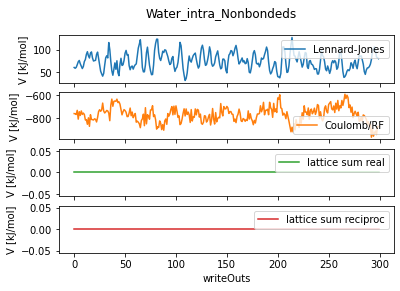 Water_intra_Nonbondeds
V [kJ/mol]
100
50
Lennard-Jones
V [kJ/mol]
−600
−800
Coulomb/RF
V [kJ/mol]
0.05
0.00
−0.05
lattice sum real
V [kJ/mol]
0.05
0.00
−0.05
lattice sum reciproc
0 50 100 150 200 250 300
writeOuts